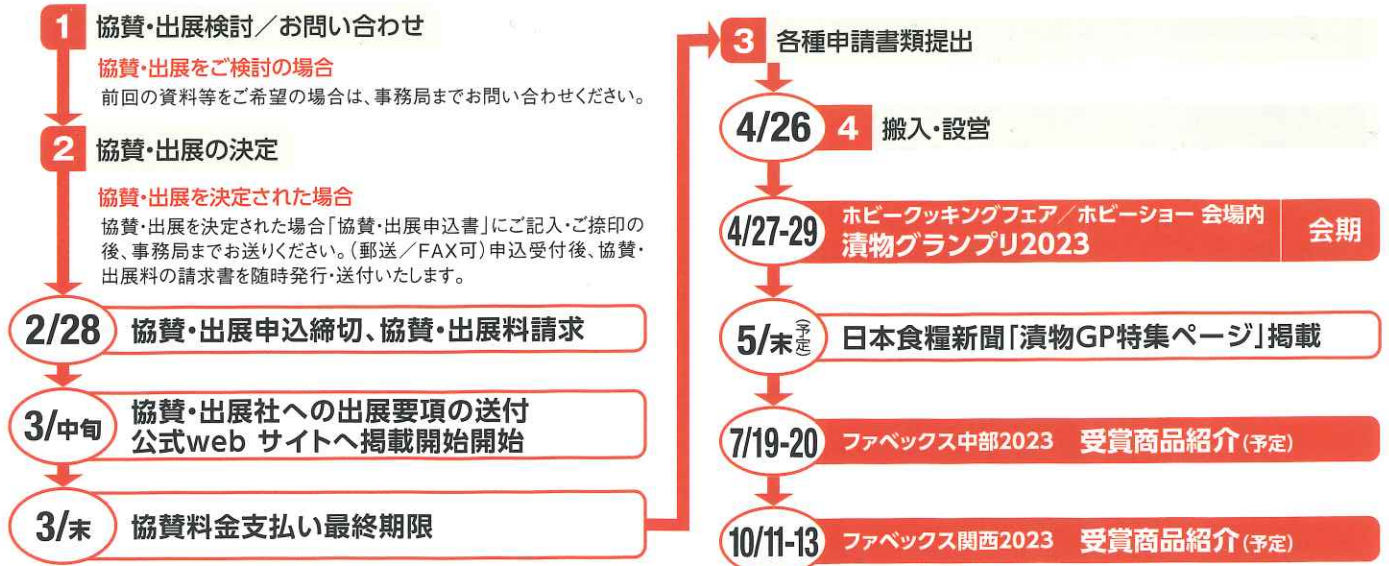 1 協賛・出展検討／お問い合わせ
協賛・出展をご検討の場合
前回の資料等をご希望の場合は、事務局までお問い合わせください。
2 協賛・出展の決定
協賛・出展を決定された場合
協賛・出展を決定された場合「協賛・出展申込書」にご記入・ご捺印の
後、事務局までお送りください。（郵送／FAX可）申込受付後、協賛・
出展料の請求書を随時発行・送付いたします。
2/28 協賛・出展申込締切、協賛・出展料請求
3/中旬 協賛・出展社への出展要項の送付
公式web サイトへ掲載開始開始
3/末 協賛料金支払い最終期限
3 各種申請書類提出
4/26 4 搬入・設営
4/27-29 ホビークッキングフェア／ホビーショー 会場内
漬物グランプリ2023 会期
5/末(予定) 日本食糧新聞「漬物GP特集ページ」掲載
7/19-20 ファベックス中部2023 受賞商品紹介(予定)
10/11-13 ファベックス関西2023 受賞商品紹介(予定)